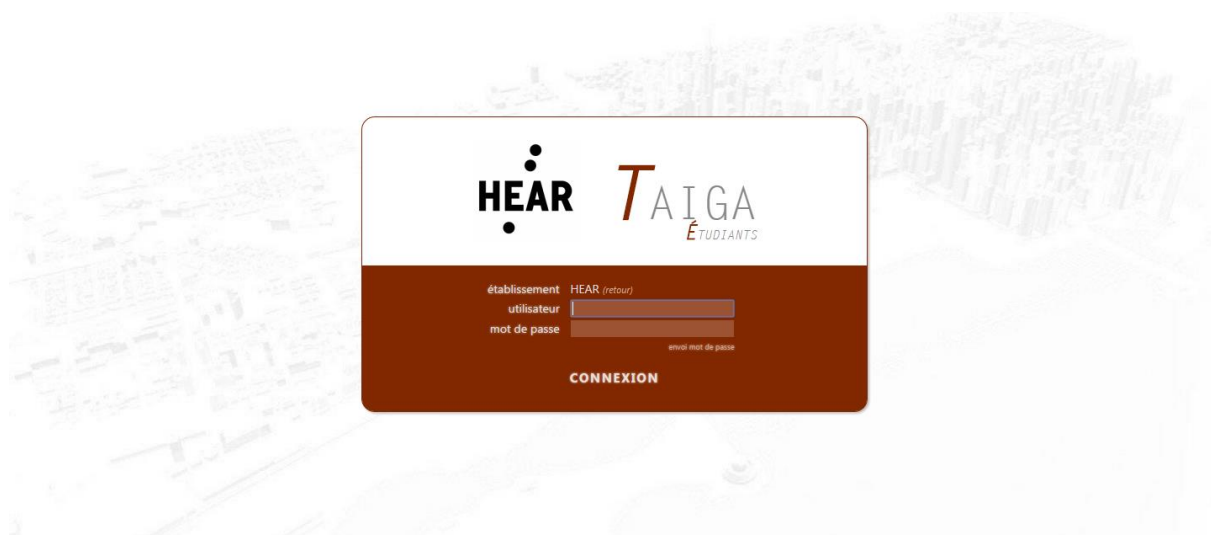 HEAR
TAIGA
ÉTUDIANTS
établissement HEAR (retour)
utilisateur
mot de passe
envoi mot de passe
CONNEXION